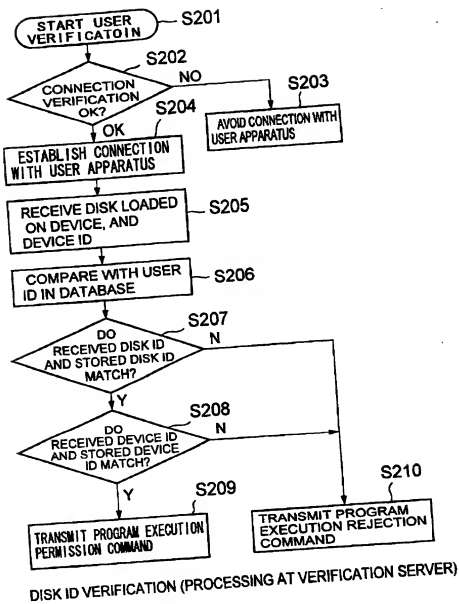 START USER
VERIFICATOIN
S201
S202
CONNECTION
VERIFICATION
OK?
NO
S203
AVOID CONNECTION WITH
USER APPARATUS
OK
S204
ESTABLISH CONNECTION
WITH USER APPARATUS
S205
RECEIVE DISK LOADED
ON DEVICE, AND
DEVICE ID
S206
COMPARE WITH USER
ID IN DATABASE
S207
DO
RECEIVED DISK ID
AND STORED DISK ID
MATCH?
N
Y
S208
DO
RECEIVED DEVICE ID
AND STORED DEVICE
ID MATCH?
N
Y
S209
TRANSMIT PROGRAM EXECUTION
PERMISSION COMMAND
S210
TRANSMIT PROGRAM
EXECUTION REJECTION
COMMAND
DISK ID VERIFICATION (PROCESSING AT VERIFICATION SERVER)